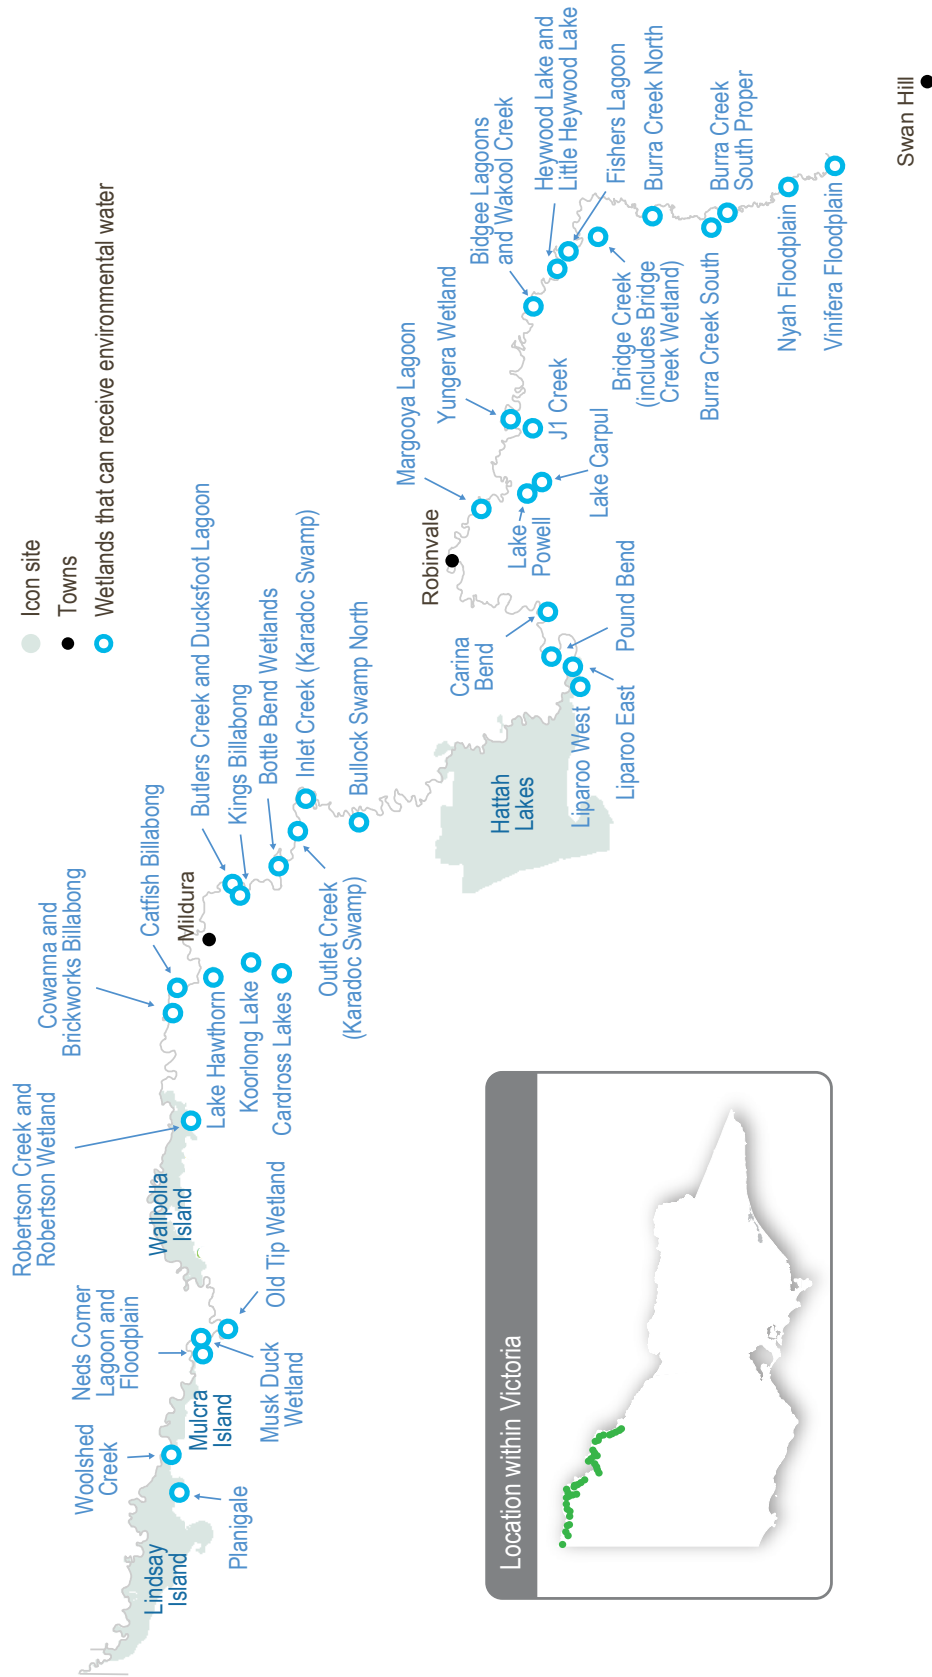 Icon site
Towns
Wetlands that can receive environmental water
Lindsay
Island
Planigale
Woolshed
Creek
Mulcra
Island
Neds Corner
Lagoon and
Floodplain
Musk Duck
Wetland
Old Tip Wetland
Wallpolla
Island
Robertson Creek and
Robertson Wetland
Cowanna and
Brickworks Billabong
Catfish Billabong
Mildura
Lake Hawthorn
Koorlong Lake
Cardross Lakes
Butlers Creek and Ducksfoot Lagoon
Kings Billabong
Bottle Bend Wetlands
Inlet Creek (Karadoc Swamp)
Outlet Creek
(Karadoc Swamp)
Bullock Swamp North
Hattah
Lakes
Liparoo West
Liparoo East
Pound Bend
Carina
Bend
Robinvale
Margooya Lagoon
Lake
Powell
Lake Carpul
Yungera Wetland
J1 Creek
Bidgee Lagoons
and Wakool Creek
Heywood Lake and
Little Heywood Lake
Fishers Lagoon
Bridge Creek
(includes Bridge
Creek Wetland)
Burra Creek North
Burra Creek South
Burra Creek
South Proper
Nyah Floodplain
Vinifera Floodplain
Swan Hill
Location within Victoria